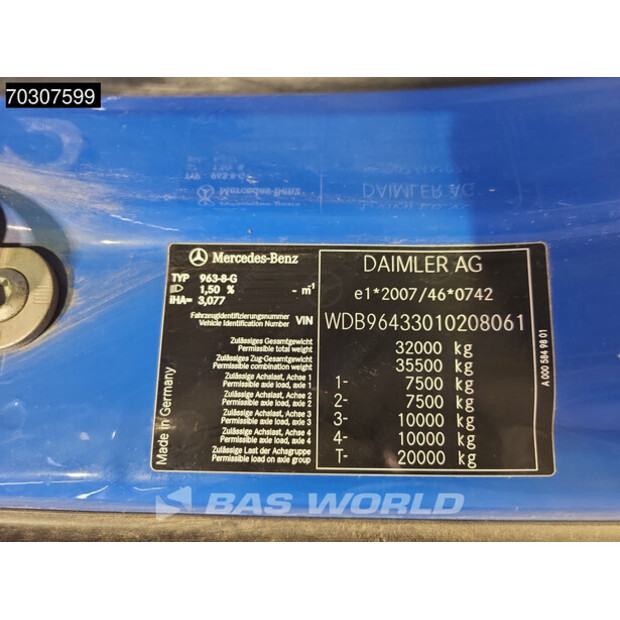 70307599
Mercedes-Benz
DAIMLER AG
TYP 963-8-G
1,50 % - m⁻¹
iHA= 3,077
e1*2007/46*0742
Fahrzeugidentifizierungsnummer
Vehicle Identification Number VIN WDB96433010208061
Zulässiges Gesamtgewicht
Permissible total weight 32000 kg
Zulässiges Zug-Gesamtgewicht
Permissible combination weight 35500 kg
Zulässige Achslast, Achse 1
Permissible axle load, axle 1 1- 7500 kg
Zulässige Achslast, Achse 2
Permissible axle load, axle 2 2- 7500 kg
Zulässige Achslast, Achse 3
Permissible axle load, axle 3 3- 10000 kg
Zulässige Achslast, Achse 4
Permissible axle load, axle 4 4- 10000 kg
Zulässige Last der Achsgruppe
Permissible load on axle group T- 20000 kg
Made in Germany
A 000 584 98 01
BAS WORLD